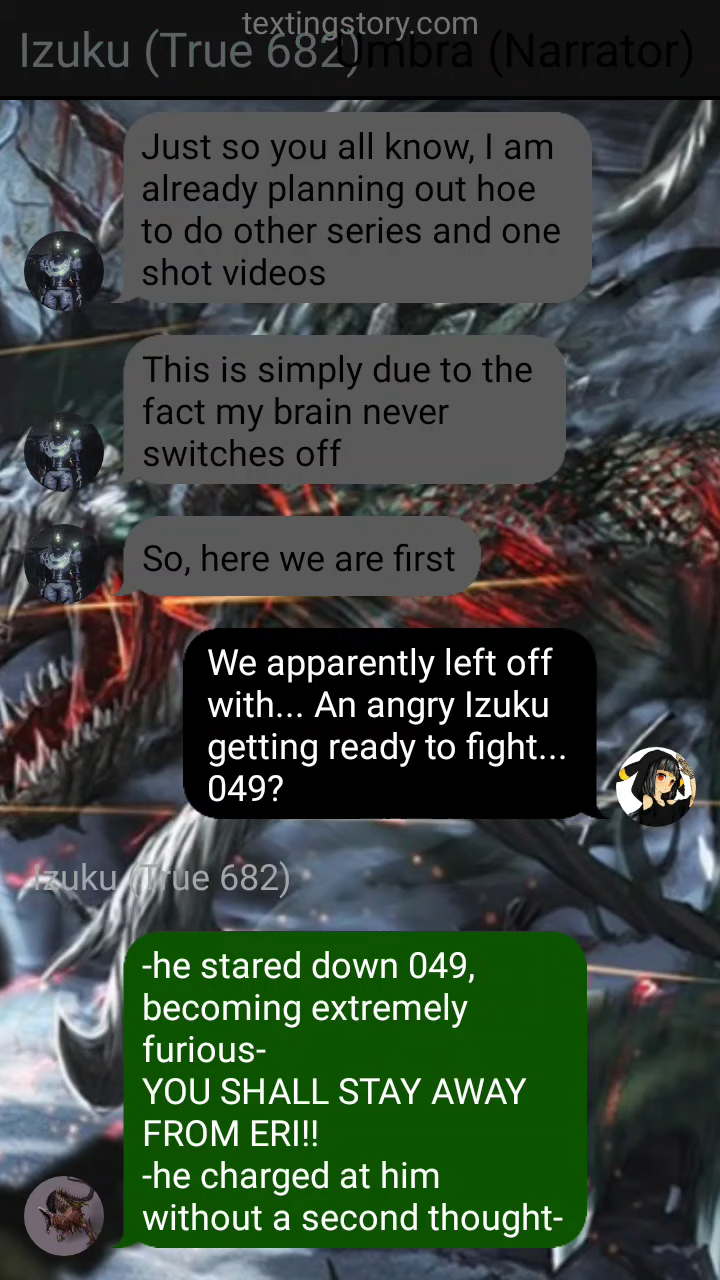 textingstory.com
Izuku (True 682)
Umbra (Narrator)
Just so you all know, I am
already planning out hoe
to do other series and one
shot videos
This is simply due to the
fact my brain never
switches off
So, here we are first
We apparently left off
with... An angry Izuku
getting ready to fight...
049?
Izuku (True 682)
-he stared down 049,
becoming extremely
furious-
YOU SHALL STAY AWAY
FROM ERI!!
-he charged at him
without a second thought-